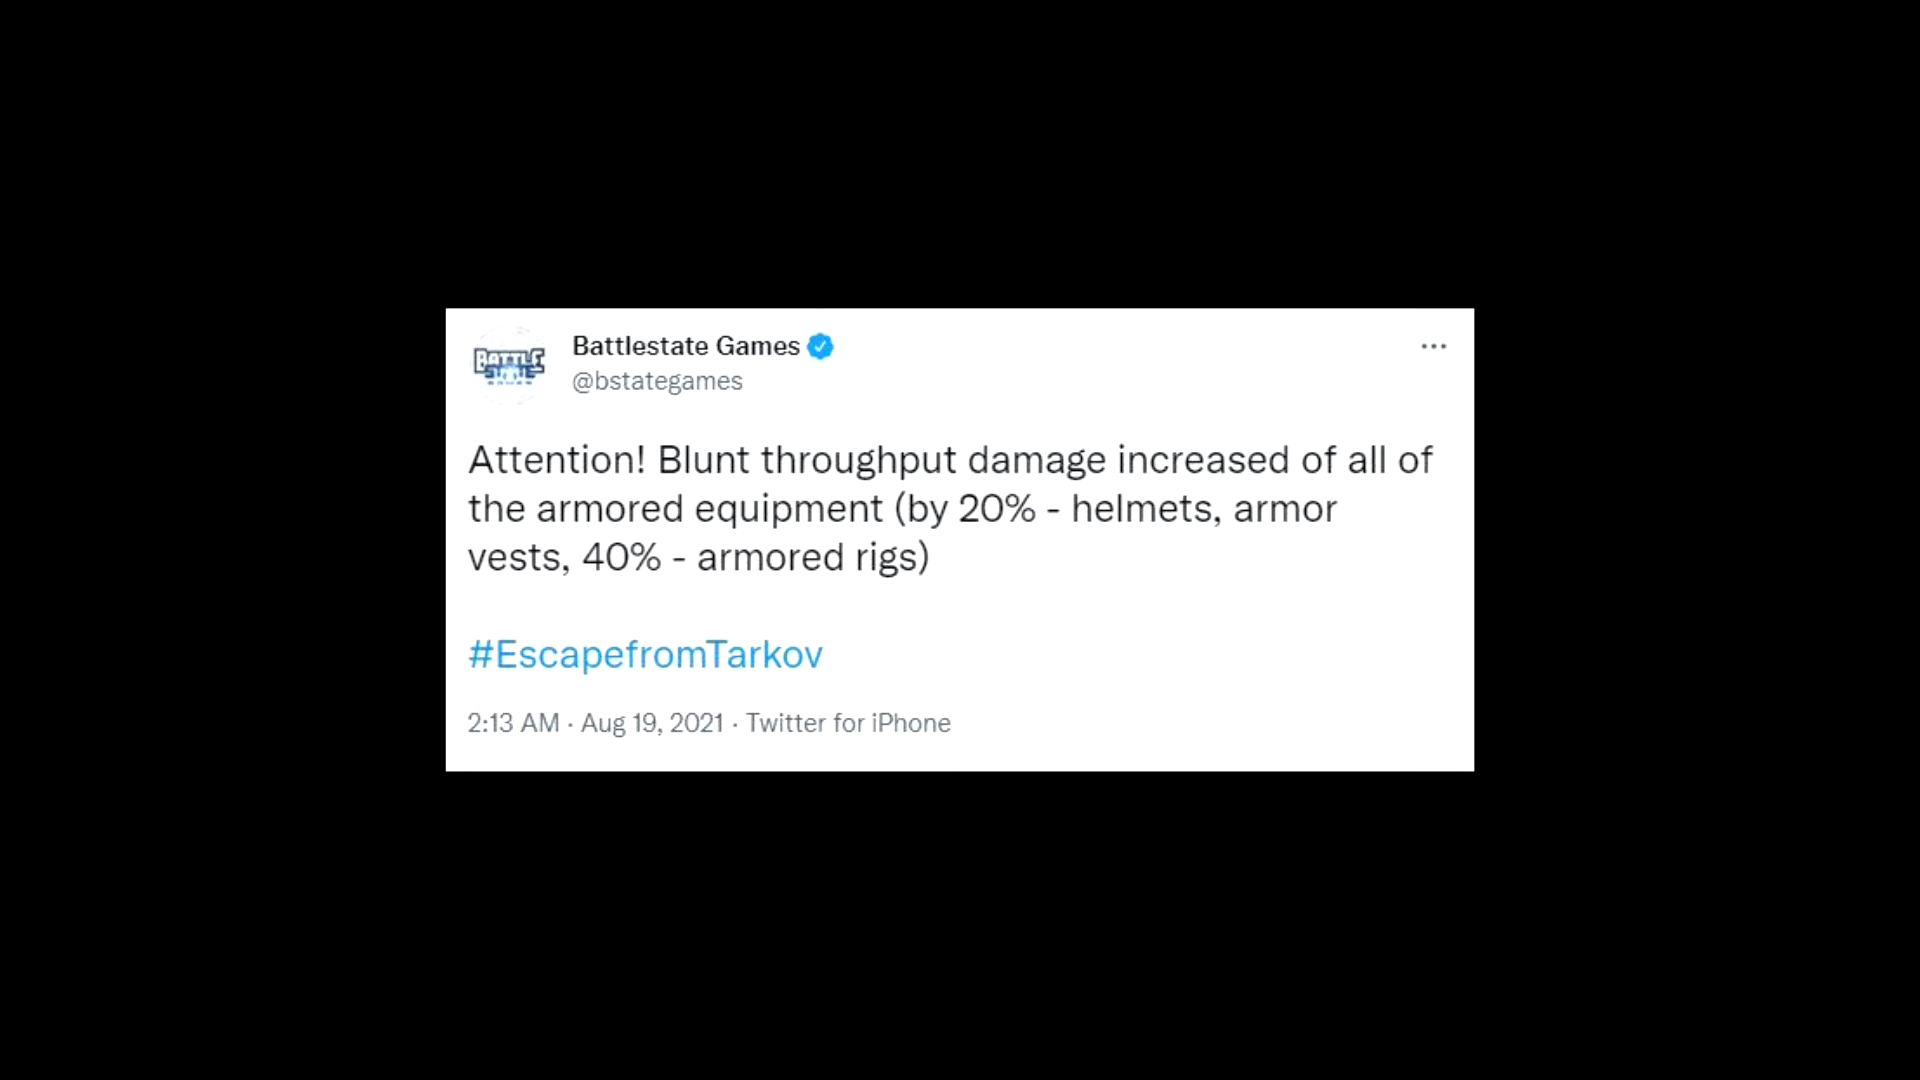 BATTLE
Battlestate Games
@bstategames
Attention! Blunt throughput damage increased of all of
the armored equipment (by 20% - helmets, armor
vests, 40% - armored rigs)
#EscapefromTarkov
2:13 AM · Aug 19, 2021 · Twitter for iPhone